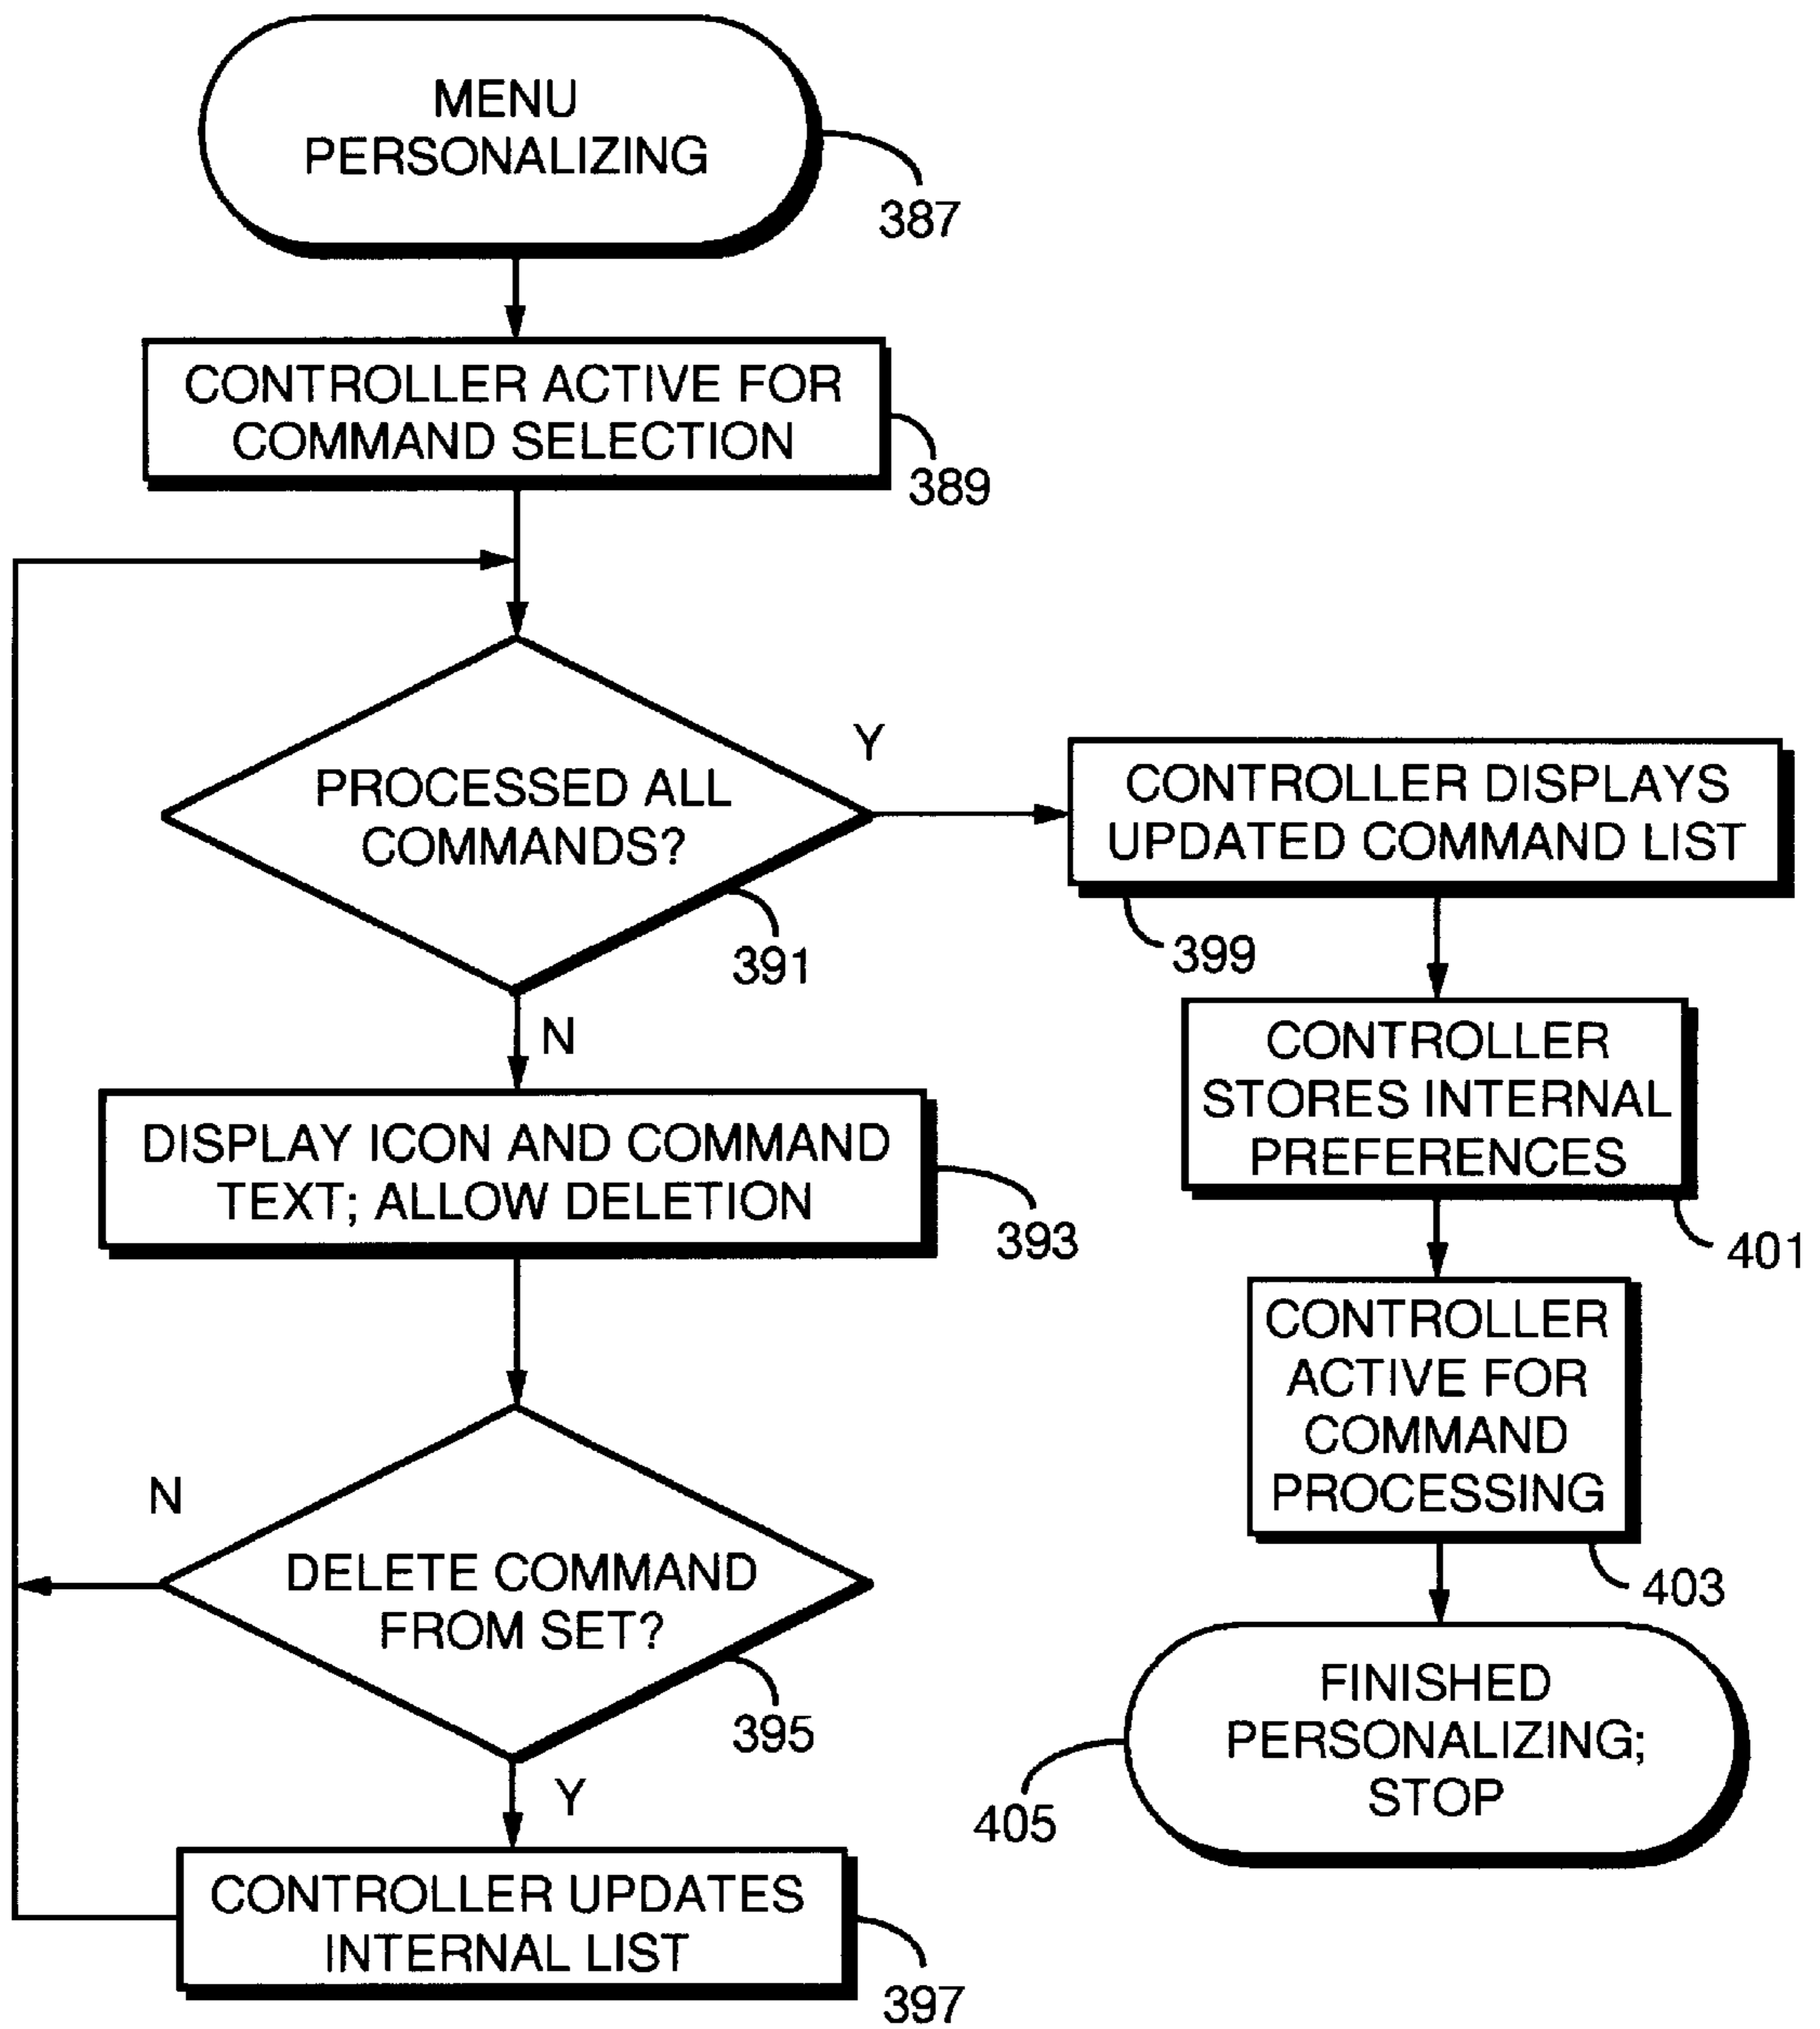 MENU
PERSONALIZING
387
CONTROLLER ACTIVE FOR
COMMAND SELECTION
389
PROCESSED ALL
COMMANDS?
391
Y
CONTROLLER DISPLAYS
UPDATED COMMAND LIST
399
N
DISPLAY ICON AND COMMAND
TEXT; ALLOW DELETION
393
CONTROLLER
STORES INTERNAL
PREFERENCES
401
CONTROLLER
ACTIVE FOR
COMMAND
PROCESSING
403
N
DELETE COMMAND
FROM SET?
395
Y
FINISHED
PERSONALIZING;
STOP
405
CONTROLLER UPDATES
INTERNAL LIST
397